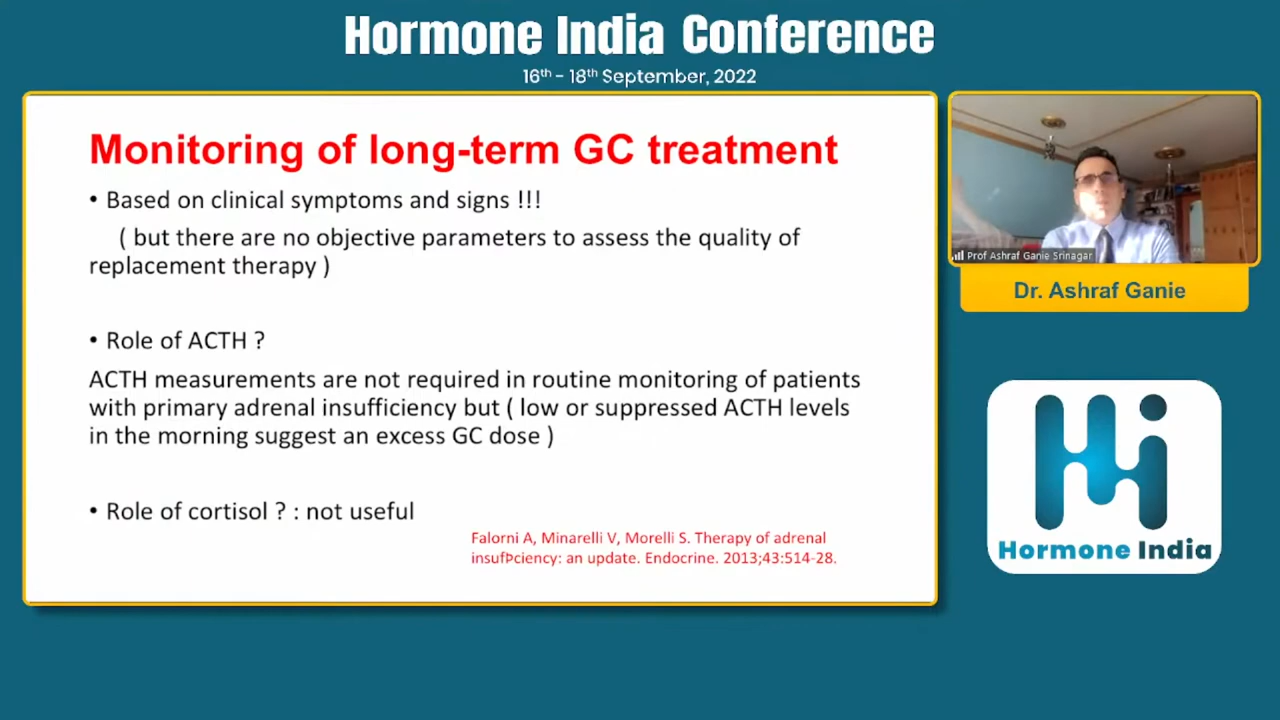 Hormone India Conference
16th - 18th September, 2022
Monitoring of long-term GC treatment
• Based on clinical symptoms and signs !!!
( but there are no objective parameters to assess the quality of
replacement therapy )
• Role of ACTH ?
ACTH measurements are not required in routine monitoring of patients
with primary adrenal insufficiency but ( low or suppressed ACTH levels
in the morning suggest an excess GC dose )
• Role of cortisol ? : not useful
Falorni A, Minarelli V, Morelli S. Therapy of adrenal
insufÞciency: an update. Endocrine. 2013;43:514-28.
Prof Ashraf Ganie Srinagar
Dr. Ashraf Ganie
Hi
Hormone India